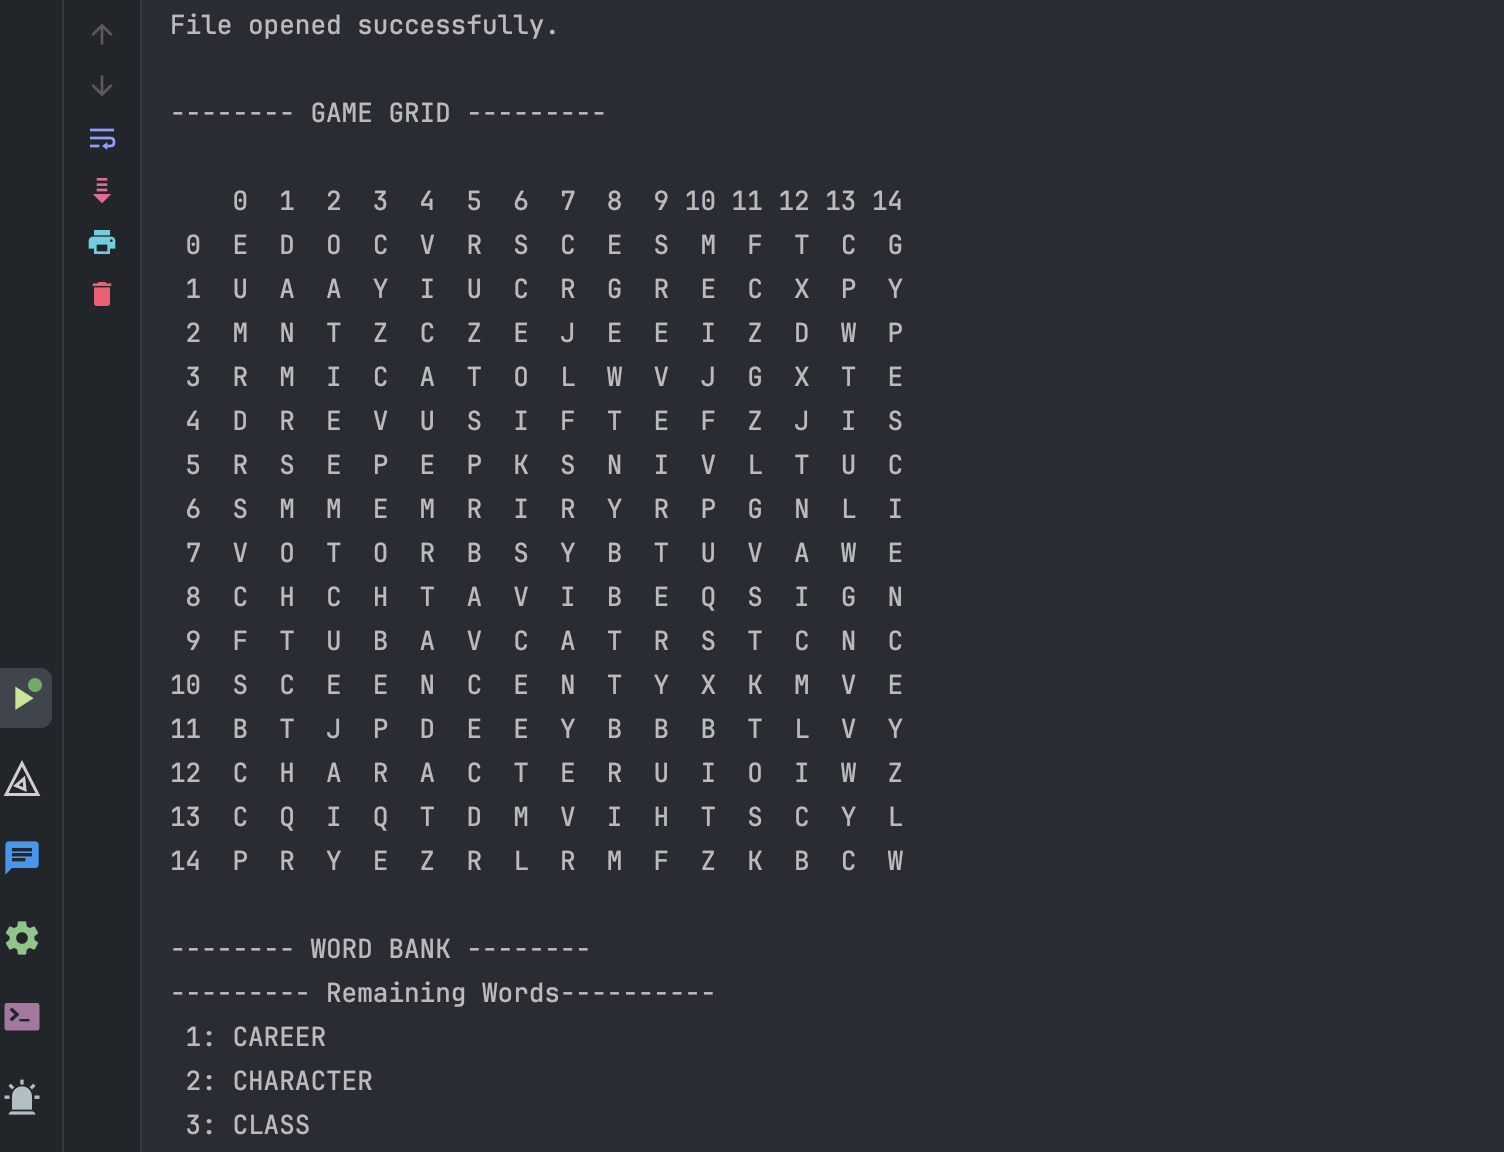 File opened successfully.
-------- GAME GRID ---------
0 1 2 3 4 5 6 7 8 9 10 11 12 13 14
0 E D O C V R S C E S M F T C G
1 U A A Y I U C R G R E C X P Y
2 M N T Z C Z E J E E I Z D W P
3 R M I C A T O L W V J G X T E
4 D R E V U S I F T E F Z J I S
5 R S E P E P K S N I V L T U C
6 S M M E M R I R Y R P G N L I
7 V O T O R B S Y B T U V A W E
8 C H C H T A V I B E Q S I G N
9 F T U B A V C A T R S T C N C
10 S C E E N C E N T Y X K M V E
11 B T J P D E E Y B B B T L V Y
12 C H A R A C T E R U I O I W Z
13 C Q I Q T D M V I H T S C Y L
14 P R Y E Z R L R M F Z K B C W
-------- WORD BANK --------
--------- Remaining Words----------
1: CAREER
2: CHARACTER
3: CLASS